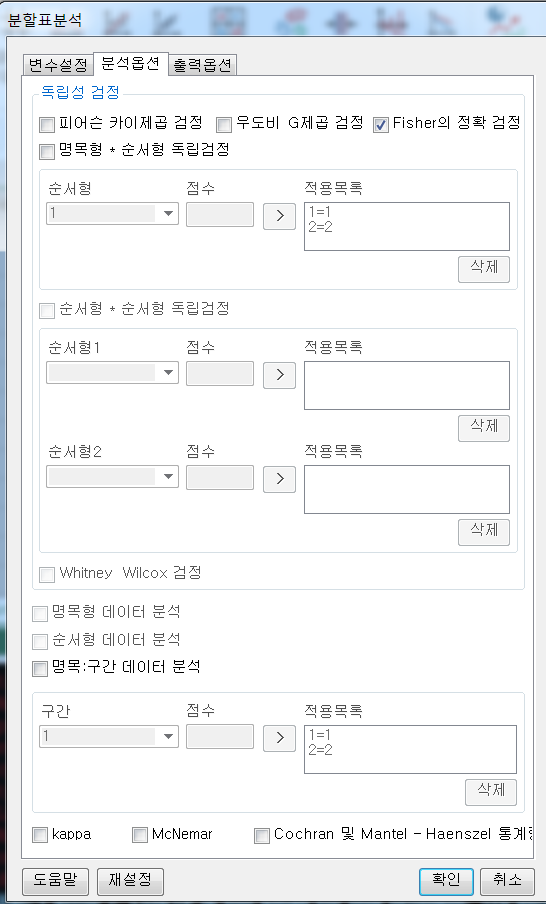 분할표분석
변수설정 분석옵션 출력옵션
독립성 검정
피어슨 카이제곱 검정 우도비 G제곱 검정 Fisher의 정확 검정
명목형 * 순서형 독립검정
순서형 점수 적용목록
1 > 1=1
2=2
삭제
순서형 * 순서형 독립검정
순서형1 점수 적용목록
>
삭제
순서형2 점수 적용목록
>
삭제
Whitney Wilcox 검정
명목형 데이터 분석
순서형 데이터 분석
명목:구간 데이터 분석
구간 점수 적용목록
1 > 1=1
2=2
삭제
kappa McNemar Cochran 및 Mantel - Haenszel 통계
도움말 재설정 확인 취소